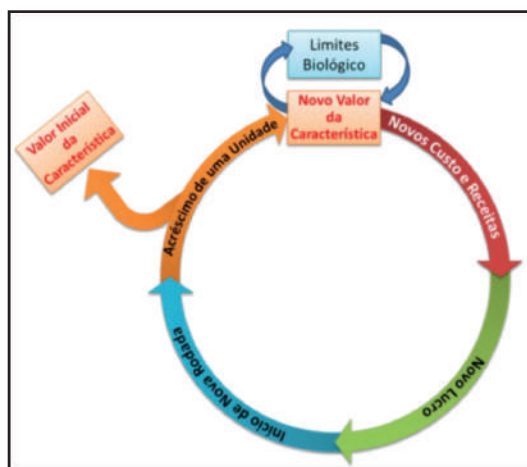 Limites
Biológico
Novo Valor
da
Característica
Valor Inicial
da
Característica
Acréscimo de uma Unidade
Novos Custo e Receitas
Novo Lucro
Início de Nova Rodada